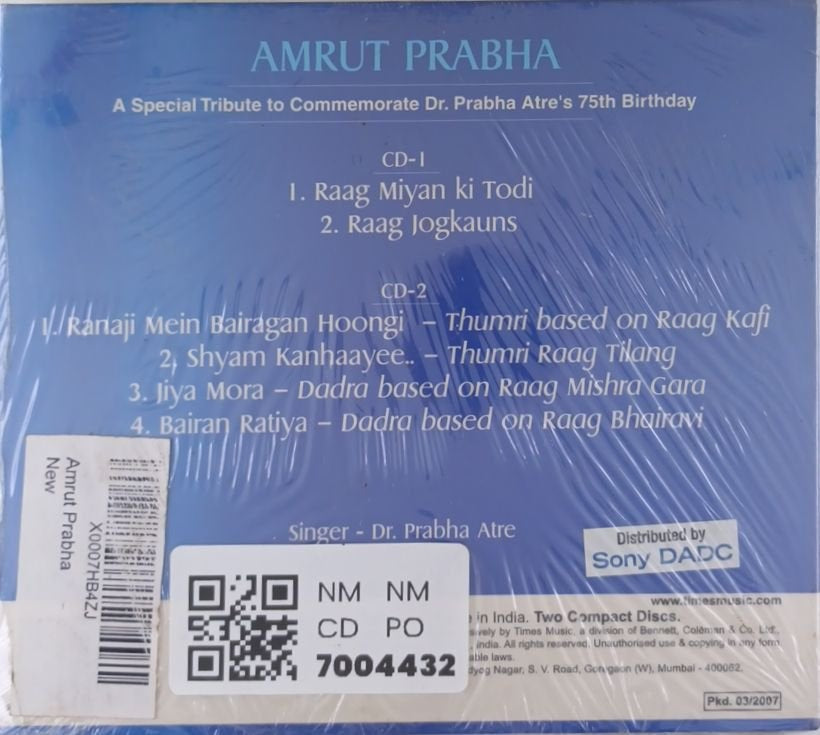 AMRUT PRABHA
A Special Tribute to Commemorate Dr. Prabha Atre's 75th Birthday
CD-1
1. Raag Miyan ki Todi
2. Raag Jogkauns
CD-2
1. Ranaji Mein Bairagan Hoongi – Thumri based on Raag Kafi
2. Shyam Kanhaayee.. – Thumri Raag Tilang
3. Jiya Mora – Dadra based on Raag Mishra Gara
4. Bairan Ratiya – Dadra based on Raag Bhairavi
Singer - Dr. Prabha Atre
Distributed by
Sony DADC
X0007HB4ZJ
Amrut Prabha
New
NM NM
CD PO
7004432
www.timesmusic.com
in India. Two Compact Discs.
by Times Music, a division of Bennett, Coleman & Co. Ltd.,
India. All rights reserved. Unauthorised use & copying in any form
laws.
Nagar, S. V. Road, Goregaon (W), Mumbai - 400062.
Pkd. 03/2007